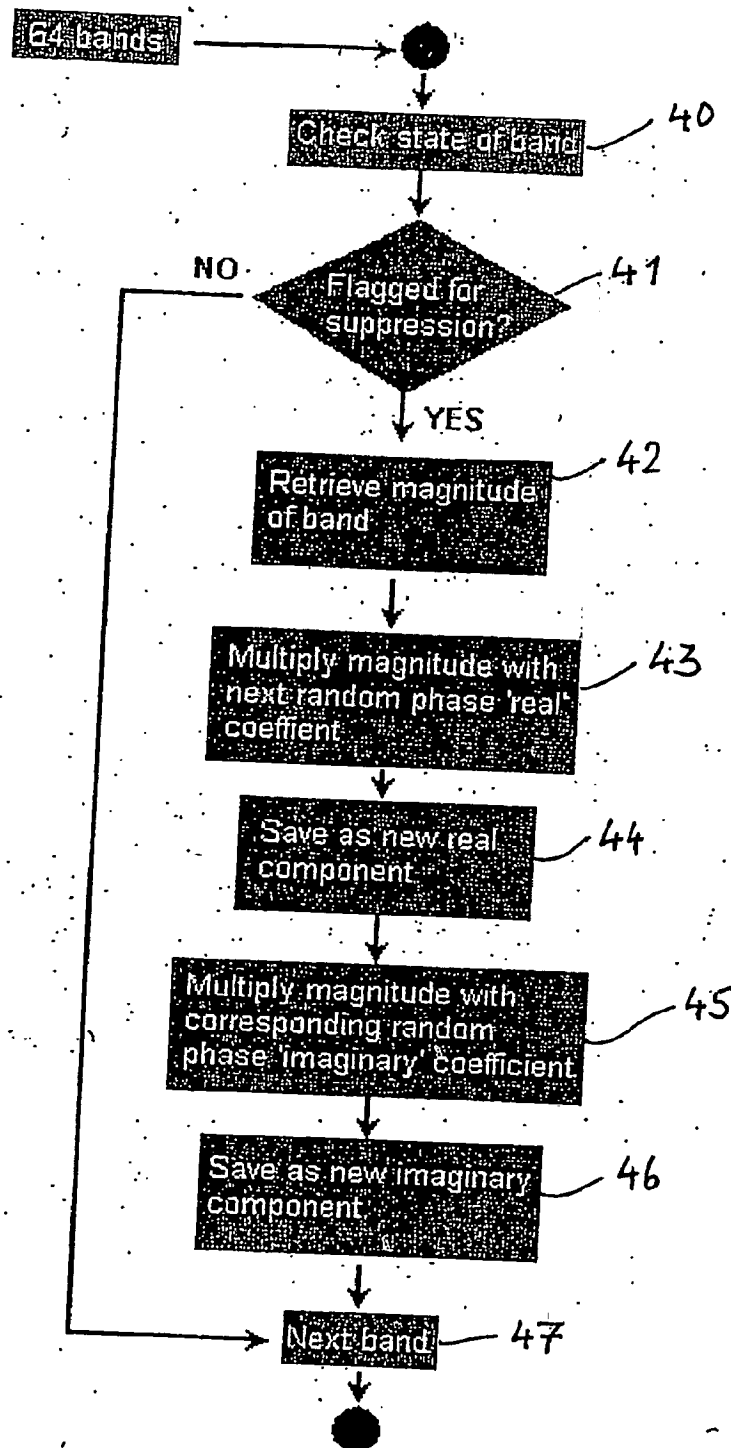 64 bands
Check state of band
40
Flagged for
suppression?
41
NO
YES
Retrieve magnitude
of band
42
Multiply magnitude with
next random phase 'real'
coeffient
43
Save as new real
component
44
Multiply magnitude with
corresponding random
phase 'imaginary' coefficient
45
Save as new imaginary
component
46
Next band
47